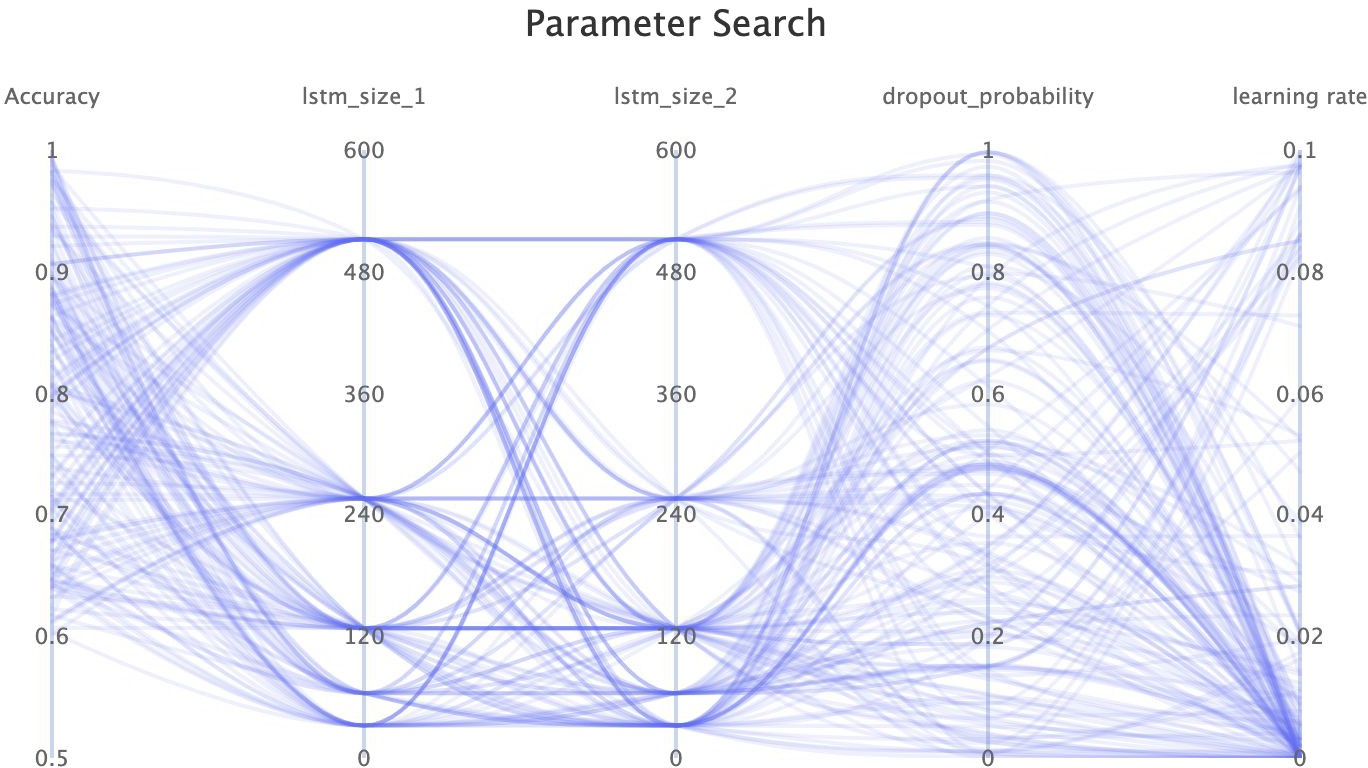 Parameter Search
Accuracy lstm_size_1 lstm_size_2 dropout_probability learning rate
1 600 600 1 0.1
0.9 480 480 0.8 0.08
0.8 360 360 0.6 0.06
0.7 240 240 0.4 0.04
0.6 120 120 0.2 0.02
0.5 0 0 0 0